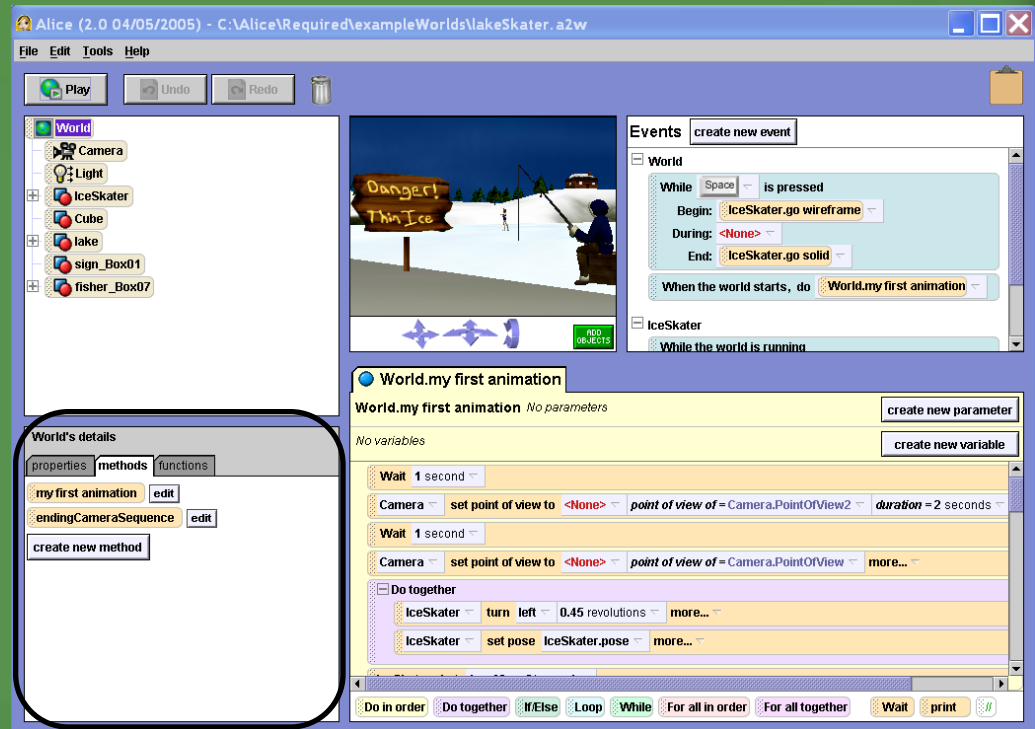 Alice (2.0 04/05/2005) - C:\Alice\Required\exampleWorlds\lakeSkater.a2w
File Edit Tools Help
Play Undo Redo
World
Camera
Light
IceSkater
Cube
lake
sign_Box01
fisher_Box07
Danger!
Thin Ice
ADD
OBJECTS
Events create new event
World
While Space is pressed
Begin: IceSkater.go wireframe
During: <None>
End: IceSkater.go solid
When the world starts, do World.my first animation
IceSkater
While the world is running
World's details
properties methods functions
my first animation edit
endingCameraSequence edit
create new method
World.my first animation
World.my first animation No parameters create new parameter
No variables create new variable
Wait 1 second
Camera set point of view to <None> point of view of = Camera.PointOfView2 duration = 2 seconds
Wait 1 second
Camera set point of view to <None> point of view of = Camera.PointOfView more...
Do together
IceSkater turn left 0.45 revolutions more...
IceSkater set pose IceSkater.pose more...
Do in order Do together If/Else Loop While For all in order For all together Wait print //